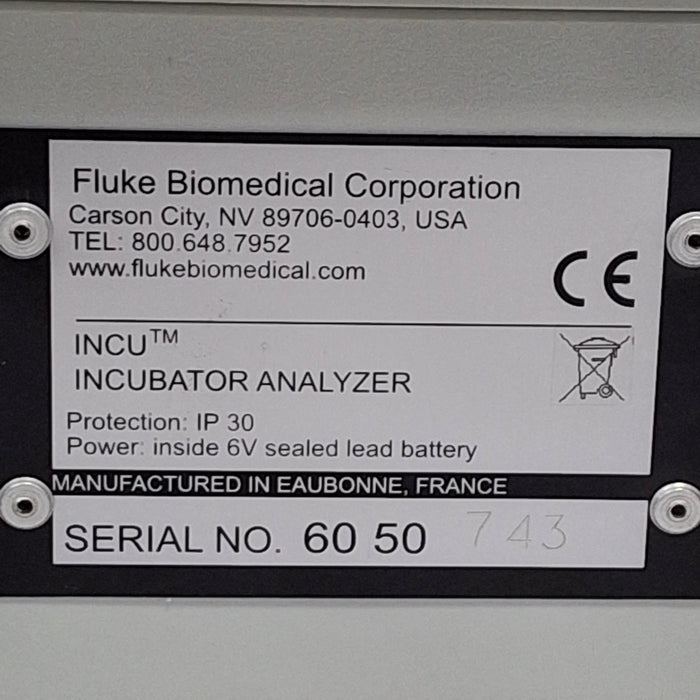 Fluke Biomedical Corporation
Carson City, NV 89706-0403, USA
TEL: 800.648.7952
www.flukebiomedical.com
CE
INCU™
INCUBATOR ANALYZER
Protection: IP 30
Power: inside 6V sealed lead battery
MANUFACTURED IN EAUBONNE, FRANCE
SERIAL NO. 60 50 743